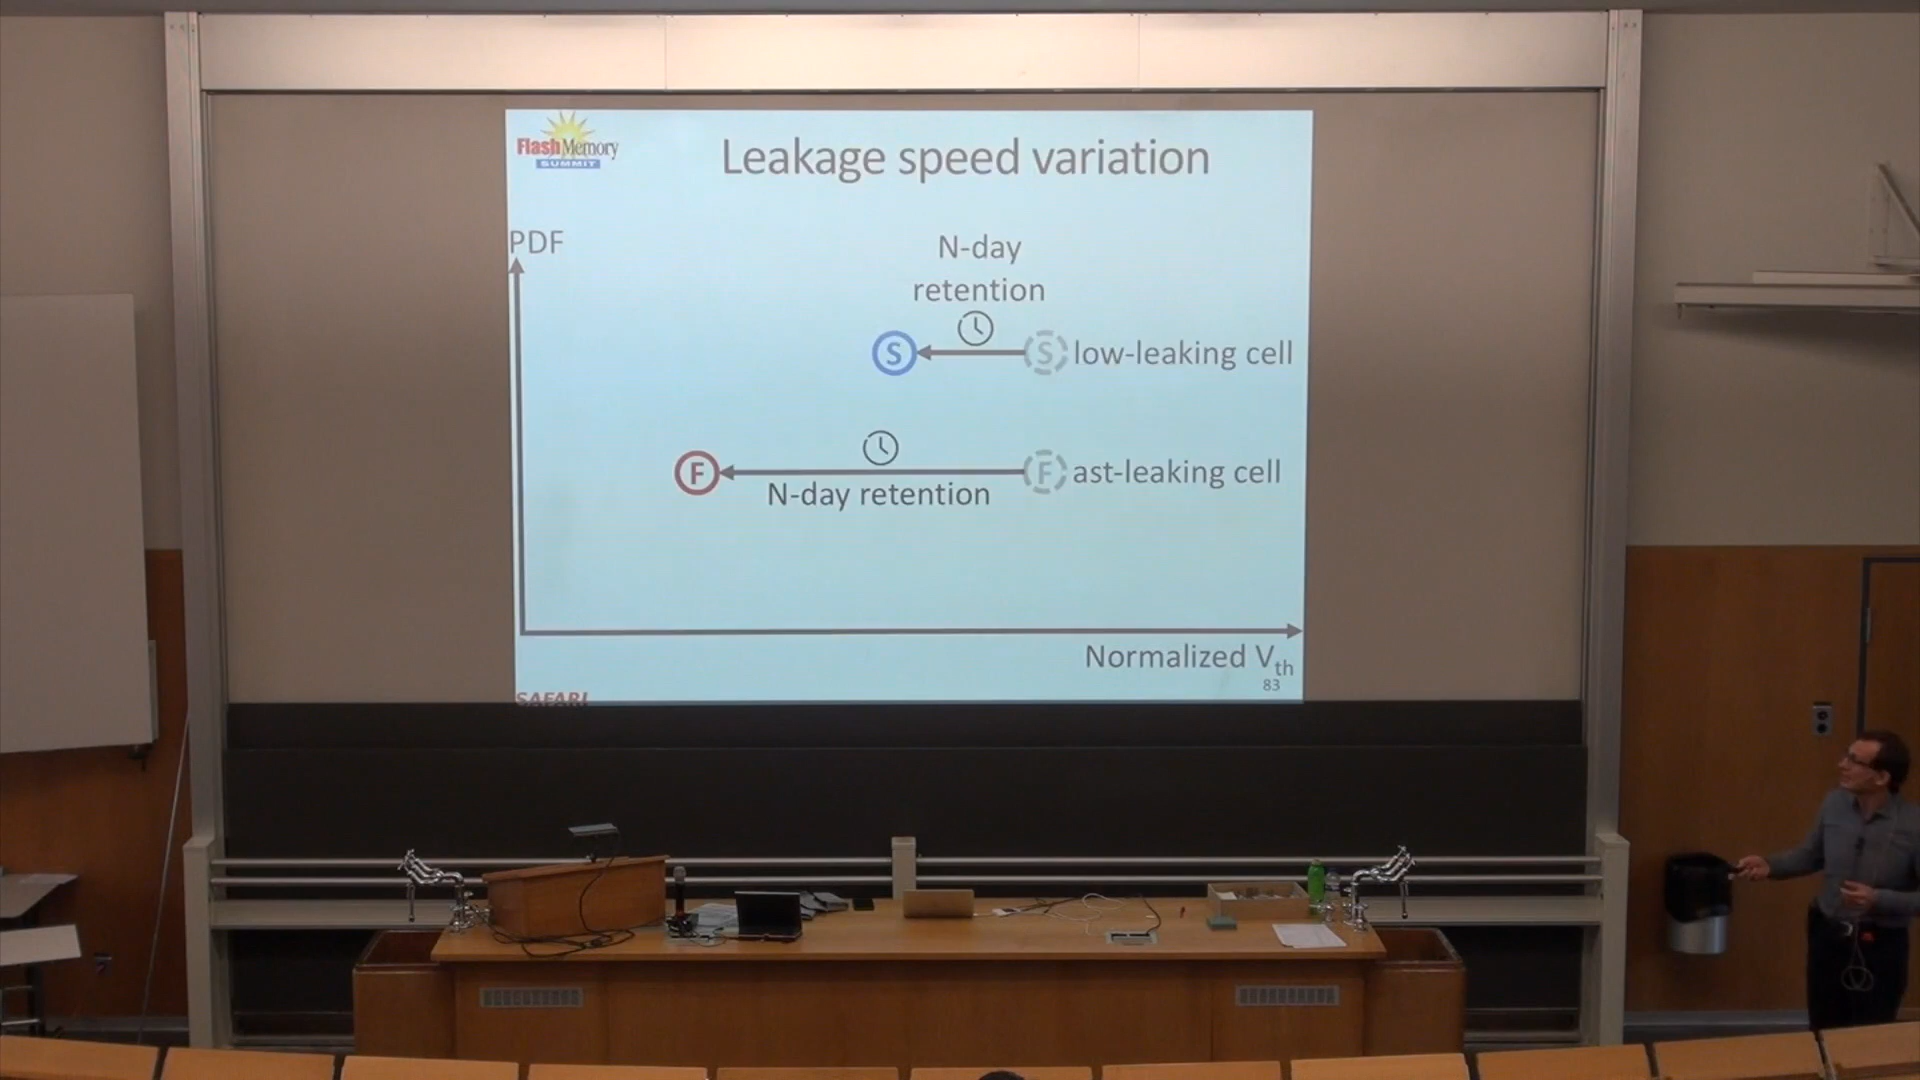 Flash Memory
SUMMIT
Leakage speed variation
PDF
N-day
retention
S
S low-leaking cell
F
F ast-leaking cell
N-day retention
Normalized Vth
83
SAFARI